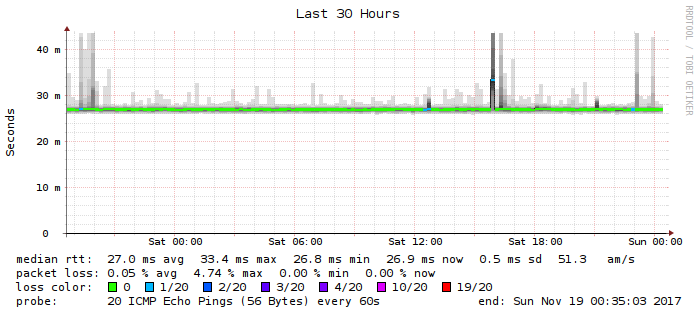 Last 30 Hours
RRDTOOL / TOBI OETIKER
Seconds
40 m
30 m
20 m
10 m
0
Sat 00:00 Sat 06:00 Sat 12:00 Sat 18:00 Sun 00:00
median rtt: 27.0 ms avg 33.4 ms max 26.8 ms min 26.9 ms now 0.5 ms sd 51.3 am/s
packet loss: 0.05 % avg 4.74 % max 0.00 % min 0.00 % now
loss color: 0 1/20 2/20 3/20 4/20 10/20 19/20
probe: 20 ICMP Echo Pings (56 Bytes) every 60s end: Sun Nov 19 00:35:03 2017